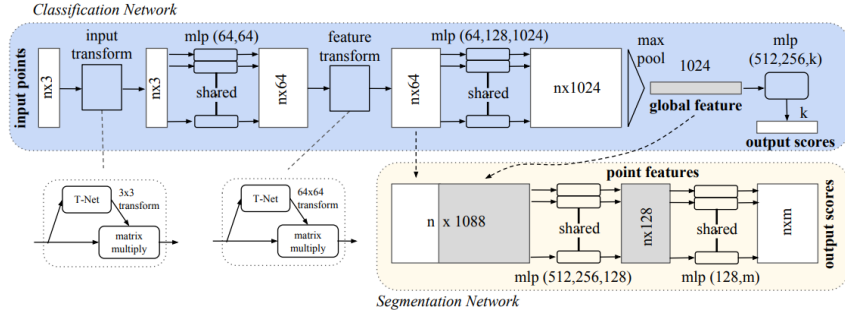 Classification Network
input points
nx3
input
transform
nx3
mlp (64,64)
shared
nx64
feature
transform
nx64
mlp (64,128,1024)
shared
nx1024
max
pool
1024
global feature
mlp
(512,256,k)
k
output scores
T-Net
3x3
transform
matrix
multiply
T-Net
64x64
transform
matrix
multiply
point features
n x 1088
shared
mlp (512,256,128)
nx128
shared
mlp (128,m)
nxm
output scores
Segmentation Network